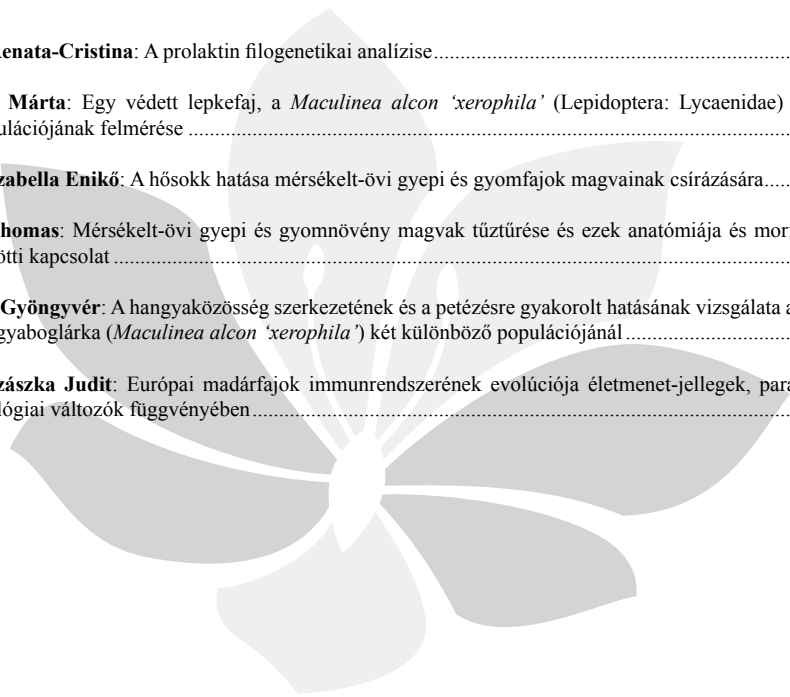 Renata-Cristina: A prolaktin filogenetikai analízise
Márta: Egy védett lepkefaj, a Maculinea alcon ‘xerophila’ (Lepidoptera: Lycaenidae)
ulációjának felmérése
zabella Enikő: A hősokk hatása mérsékelt-övi gyepi és gyomfajok magvainak csírázására
homas: Mérsékelt-övi gyepi és gyomnövény magvak tűztűrése és ezek anatómiája és mor
ötti kapcsolat
Gyöngyvér: A hangyaközösség szerkezetének és a petézésre gyakorolt hatásának vizsgálata a
gyaboglárka (Maculinea alcon ‘xerophila’) két különböző populációjánál
zászka Judit: Európai madárfajok immunrendszerének evolúciója életmenet-jellegek, para
lógiai változók függvényében